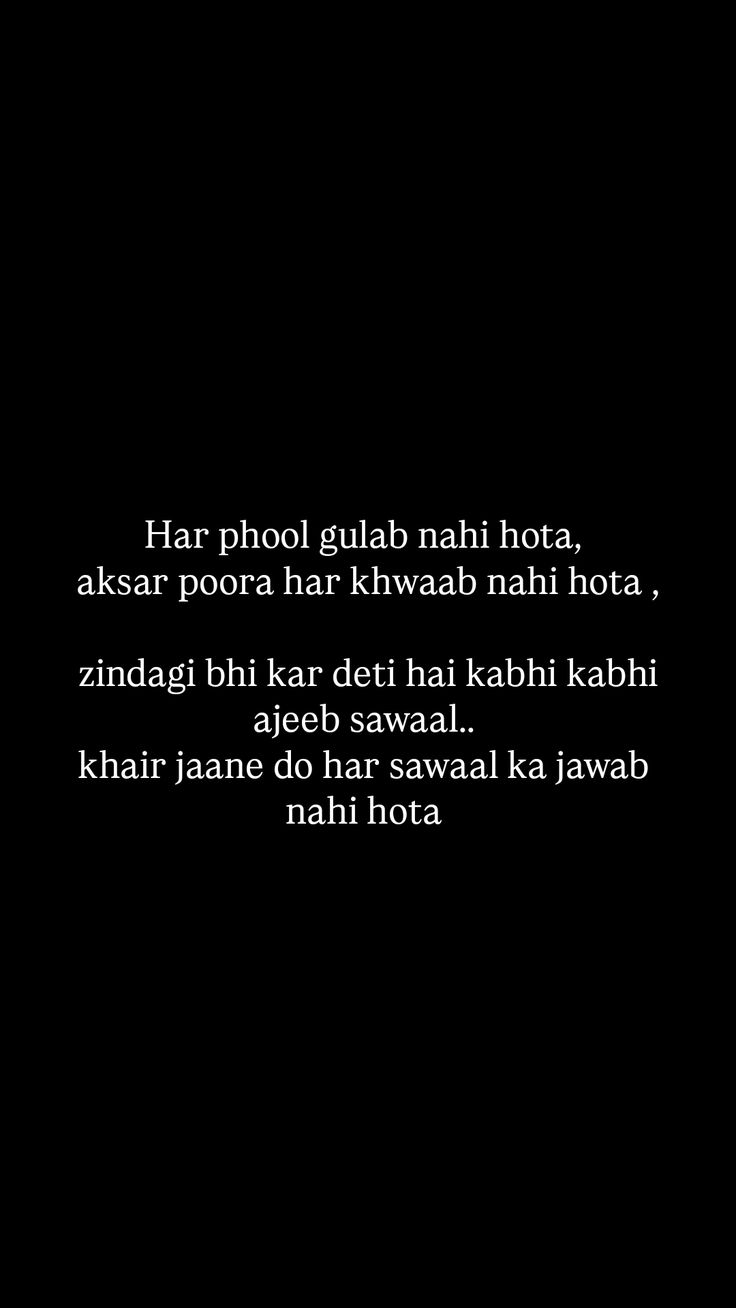 Har phool gulab nahi hota,
aksar poora har khwaab nahi hota ,
zindagi bhi kar deti hai kabhi kabhi
ajeeb sawaal..
khair jaane do har sawaal ka jawab
nahi hota